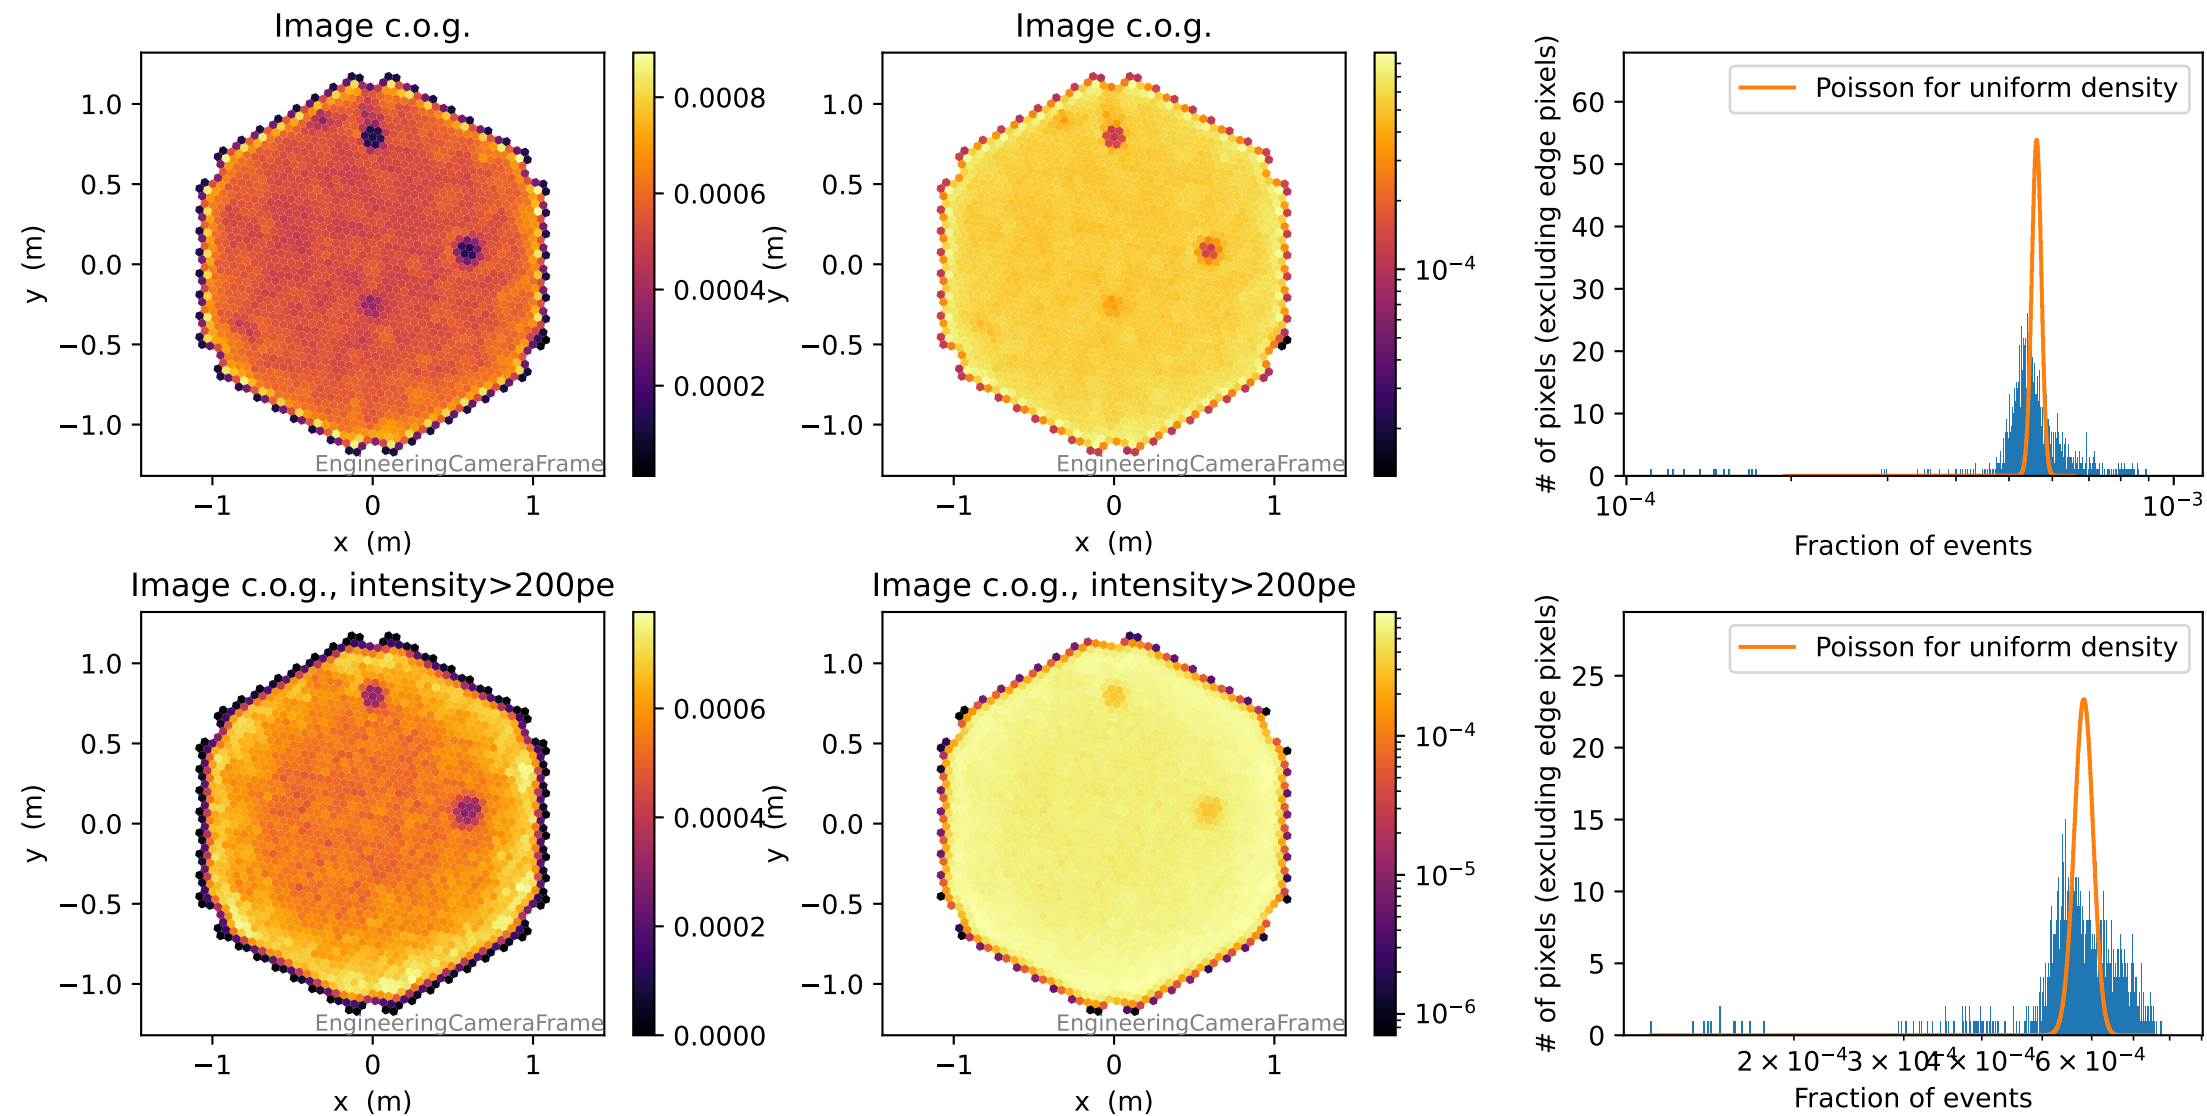 Image c.o.g.
Image c.o.g.
y (m)
1.0
0.5
0.0
−0.5
−1.0
−1
0
1
x (m)
EngineeringCameraFrame
0.0008
0.0006
0.0004
0.0002
y (m)
1.0
0.5
0.0
−0.5
−1.0
−1
0
1
x (m)
EngineeringCameraFrame
10⁻⁴
# of pixels (excluding edge pixels)
60
50
40
30
20
10
0
Poisson for uniform density
10⁻⁴
10⁻³
Fraction of events
Image c.o.g., intensity>200pe
Image c.o.g., intensity>200pe
y (m)
1.0
0.5
0.0
−0.5
−1.0
−1
0
1
x (m)
EngineeringCameraFrame
0.0006
0.0004
0.0002
0.0000
y (m)
1.0
0.5
0.0
−0.5
−1.0
−1
0
1
x (m)
EngineeringCameraFrame
10⁻⁴
10⁻⁵
10⁻⁶
# of pixels (excluding edge pixels)
25
20
15
10
5
0
Poisson for uniform density
2 × 10⁻⁴
3 × 10⁻⁴
4 × 10⁻⁴
6 × 10⁻⁴
Fraction of events